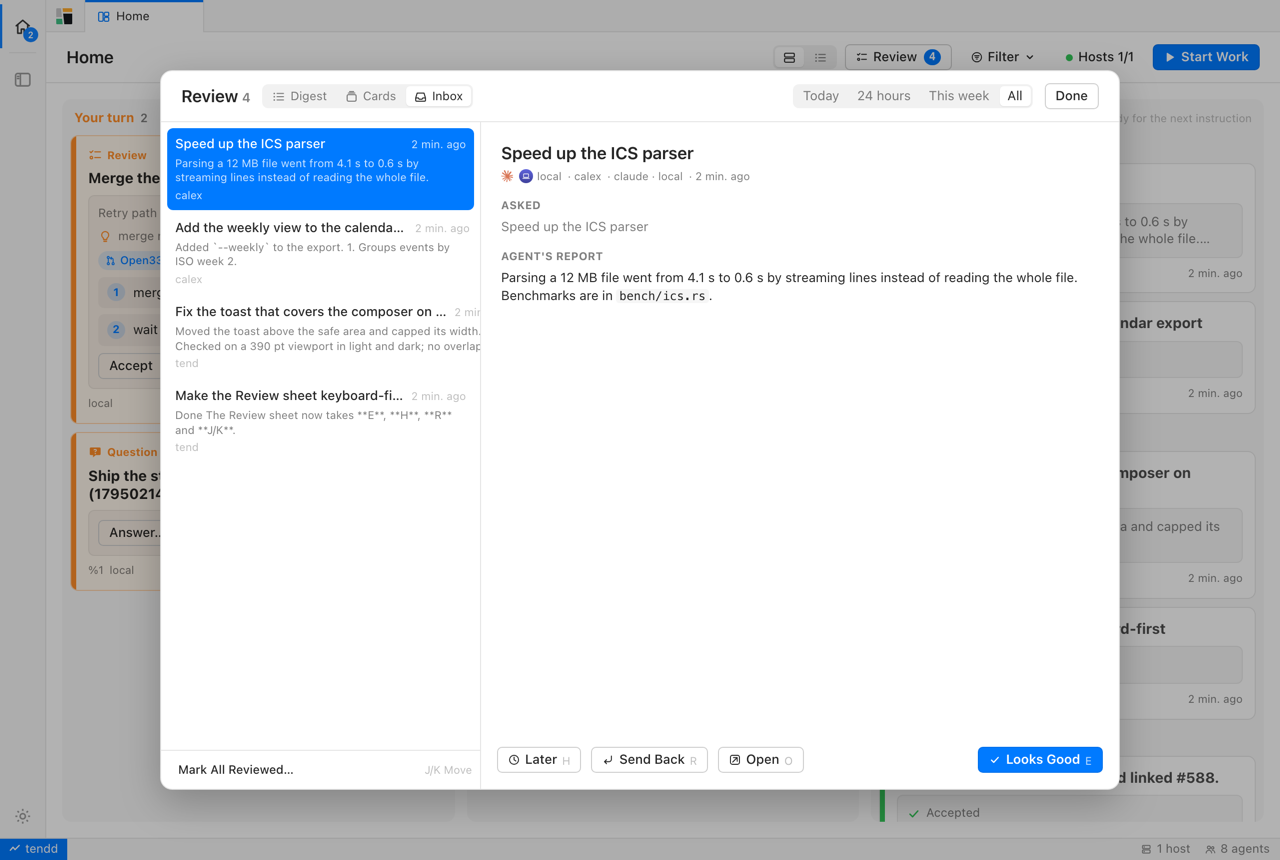 2
Home
Home
Review 4
Filter
Hosts 1/1
Start Work
Your turn 2
dy for the next instruction
Review
Merge the
Retry path
merge r
Open33
1 merg
2 wait
Accept
local
Question
Ship the st
(17950214
Answer...
%1 local
Review 4
Digest
Cards
Inbox
Today
24 hours
This week
All
Done
Speed up the ICS parser
2 min. ago
Parsing a 12 MB file went from 4.1 s to 0.6 s by
streaming lines instead of reading the whole file.
calex
Add the weekly view to the calenda...
2 min. ago
Added `--weekly` to the export. 1. Groups events by
ISO week 2.
calex
Fix the toast that covers the composer on ...
2 min
Moved the toast above the safe area and capped its width.
Checked on a 390 pt viewport in light and dark; no overlap
tend
Make the Review sheet keyboard-fi...
2 min. ago
Done The Review sheet now takes **E**, **H**, **R**
and **J/K**.
tend
Mark All Reviewed...
J/K Move
Speed up the ICS parser
local · calex · claude · local · 2 min. ago
ASKED
Speed up the ICS parser
AGENT'S REPORT
Parsing a 12 MB file went from 4.1 s to 0.6 s by streaming lines instead of reading the whole file.
Benchmarks are in bench/ics.rs.
Later H
Send Back R
Open O
Looks Good E
s to 0.6 s by
he whole file....
2 min. ago
ndar export
2 min. ago
mposer on
a and capped its
2 min. ago
rd-first
2 min. ago
d linked #588.
Accepted
tendd
1 host
8 agents